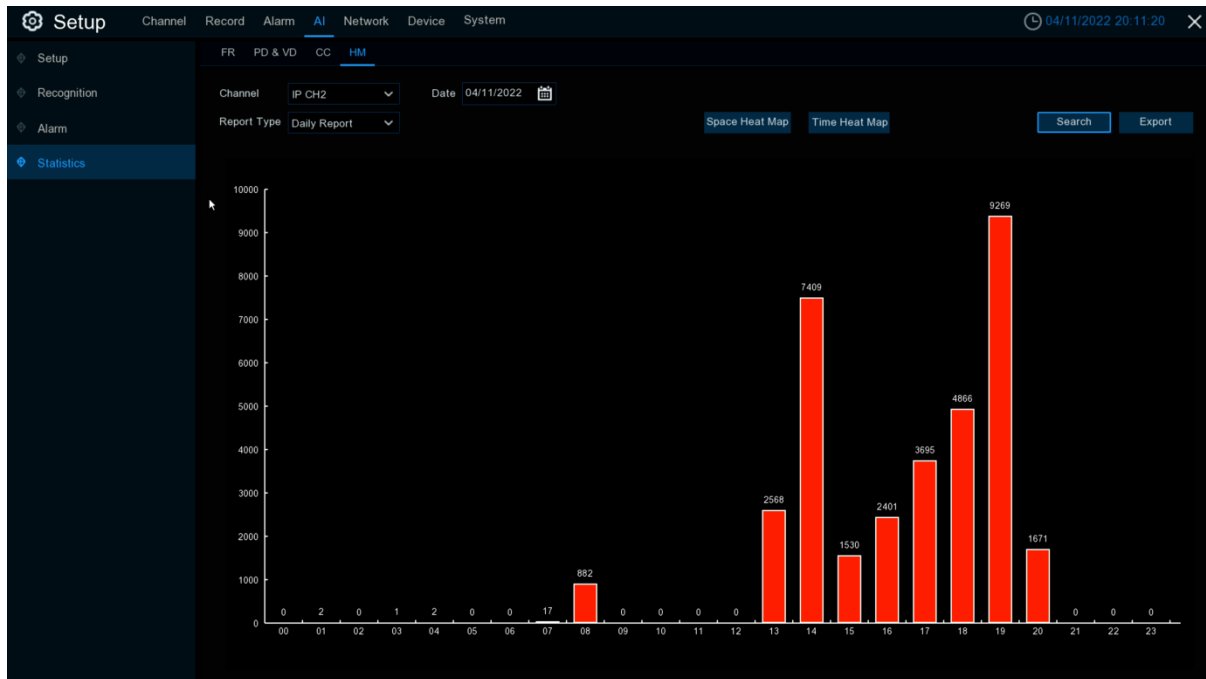 Setup Channel Record Alarm AI Network Device System 04/11/2022 20:11:20
Setup
Recognition
Alarm
Statistics
FR PD & VD CC HM
Channel IP CH2 Date 04/11/2022
Report Type Daily Report Space Heat Map Time Heat Map Search Export
10000
9000
8000
7000
6000
5000
4000
3000
2000
1000
0
0 2 0 1 2 0 0 17 882 0 0 0 0 2568 7409 1530 2401 3695 4866 9269 1671 0 0 0
00 01 02 03 04 05 06 07 08 09 10 11 12 13 14 15 16 17 18 19 20 21 22 23